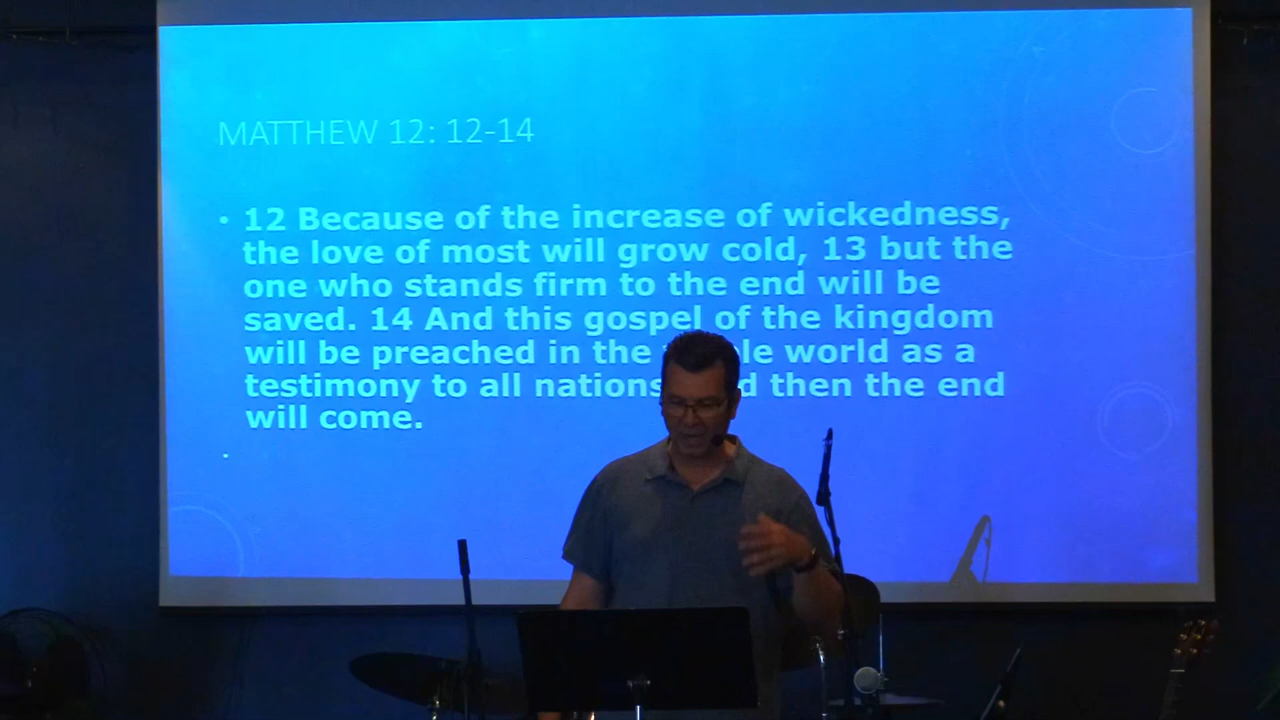 MATTHEW 12: 12-14
• 12 Because of the increase of wickedness,
the love of most will grow cold, 13 but the
one who stands firm to the end will be
saved. 14 And this gospel of the kingdom
will be preached in the world as a
testimony to all nations then the end
will come.
.